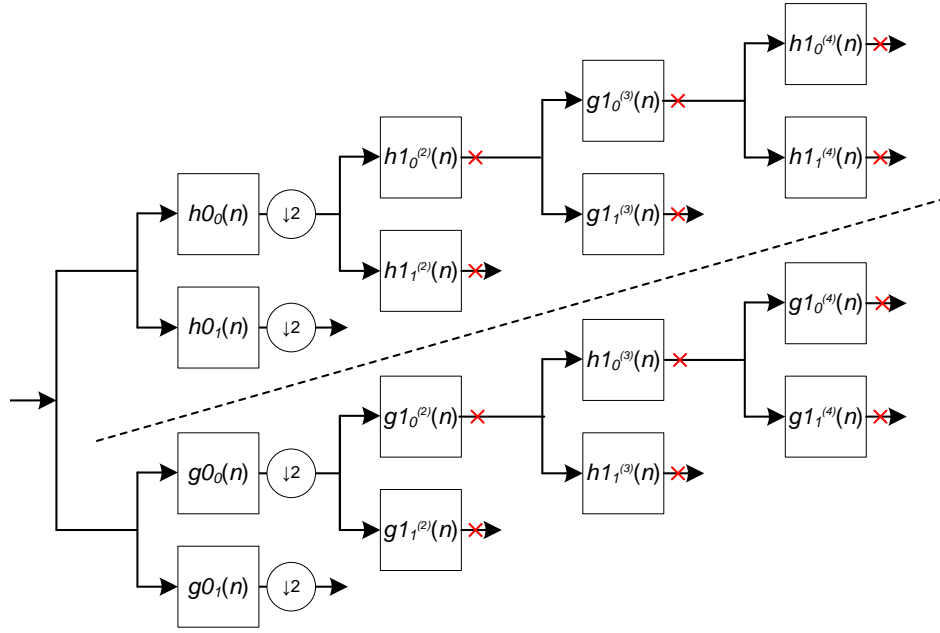 h1₀⁽⁴⁾(n)
g1₀⁽³⁾(n)
h1₀⁽²⁾(n)
h1₁⁽⁴⁾(n)
h0₀(n) ↓2
g1₁⁽³⁾(n)
h1₁⁽²⁾(n)
h0₁(n) ↓2
g1₀⁽⁴⁾(n)
h1₀⁽³⁾(n)
g1₀⁽²⁾(n)
g1₁⁽⁴⁾(n)
g0₀(n) ↓2
h1₁⁽³⁾(n)
g1₁⁽²⁾(n)
g0₁(n) ↓2